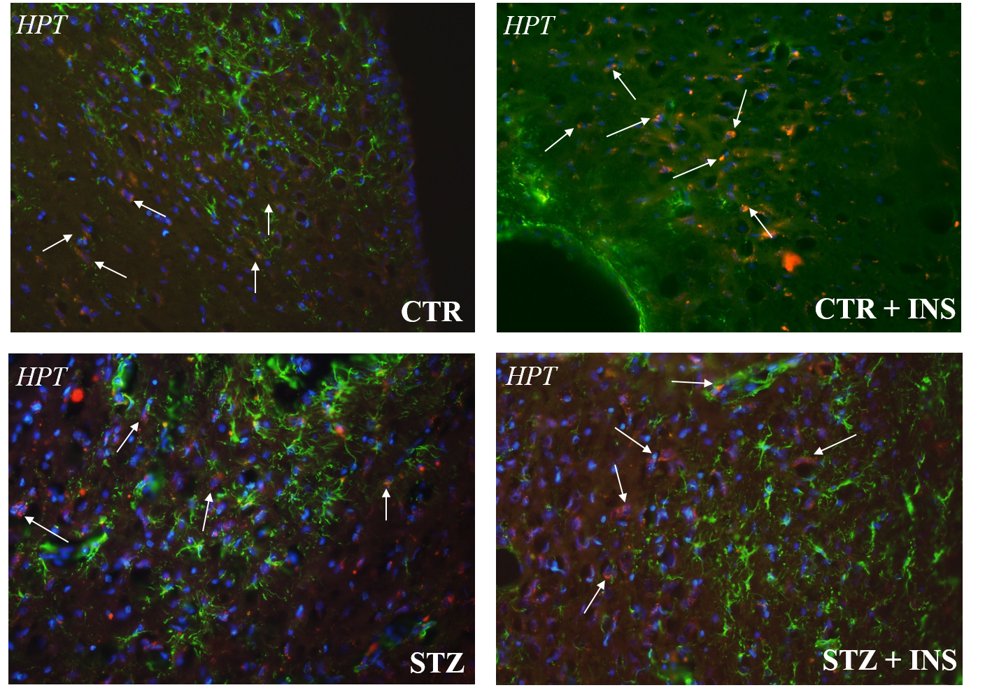 HPT
CTR
HPT
CTR + INS
HPT
STZ
HPT
STZ + INS